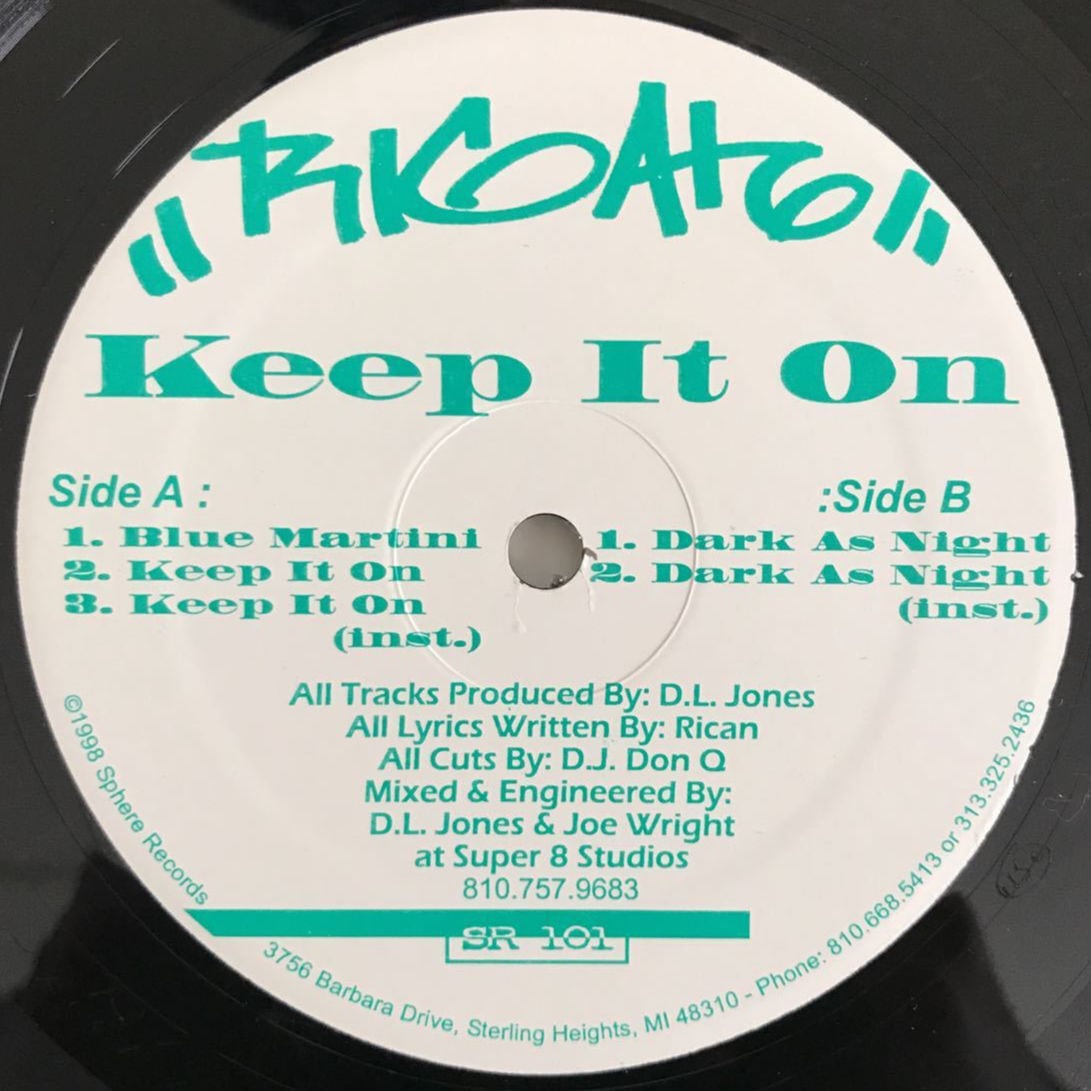 Keep It On
Side A :
1. Blue Martini
2. Keep It On
3. Keep It On
(inst.)
:Side B
1. Dark As Night
2. Dark As Night
(inst.)
All Tracks Produced By: D.L. Jones
All Lyrics Written By: Rican
All Cuts By: D.J. Don Q
Mixed & Engineered By:
D.L. Jones & Joe Wright
at Super 8 Studios
810.757.9683
SR 101
©1998 Sphere Records
3756 Barbara Drive, Sterling Heights, MI 48310 - Phone: 810.668.5413 or 313.325.2436